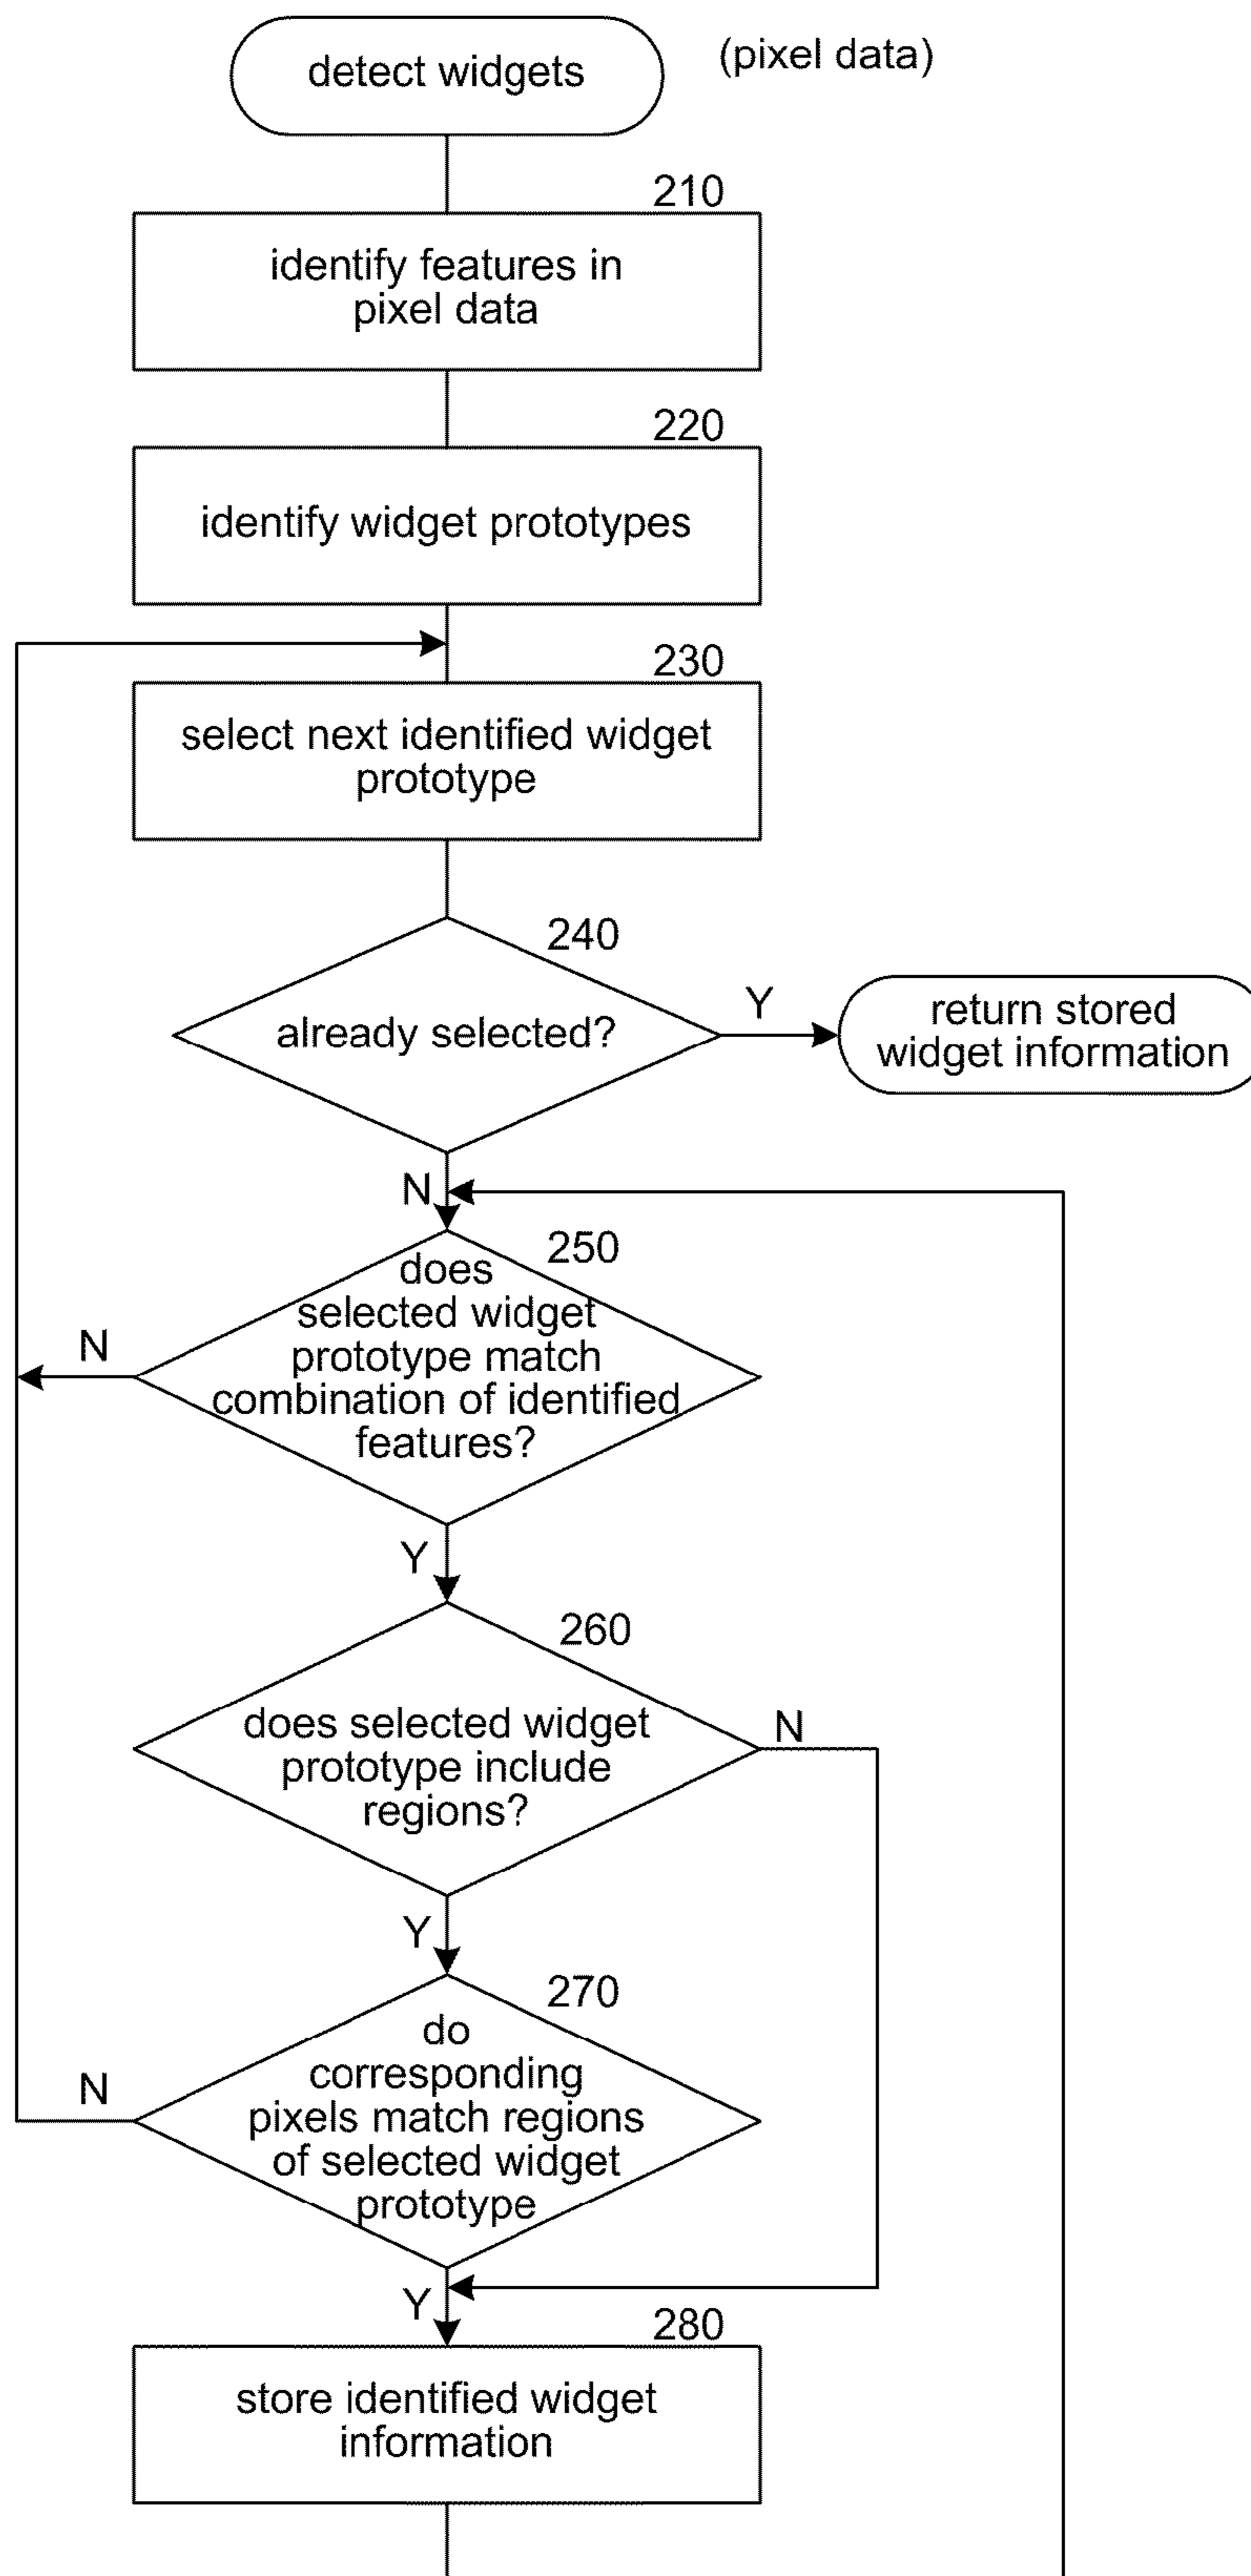 detect widgets
(pixel data)
210
identify features in
pixel data
220
identify widget prototypes
230
select next identified widget
prototype
240
already selected?
Y
return stored
widget information
N
250
does
selected widget
prototype match
combination of identified
features?
N
Y
260
does selected widget
prototype include
regions?
N
Y
270
do
corresponding
pixels match regions
of selected widget
prototype
N
Y
280
store identified widget
information